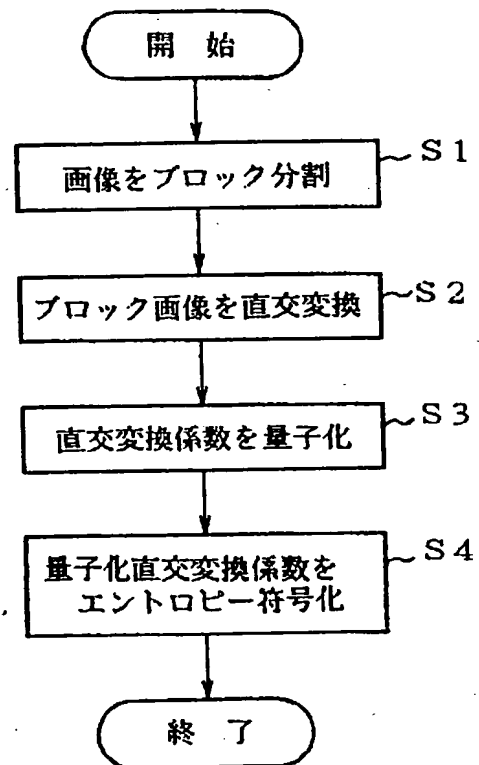 開 始
画像をブロック分割
S1
ブロック画像を直交変換
S2
直交変換係数を量子化
S3
量子化直交変換係数を
エントロピー符号化
S4
終 了